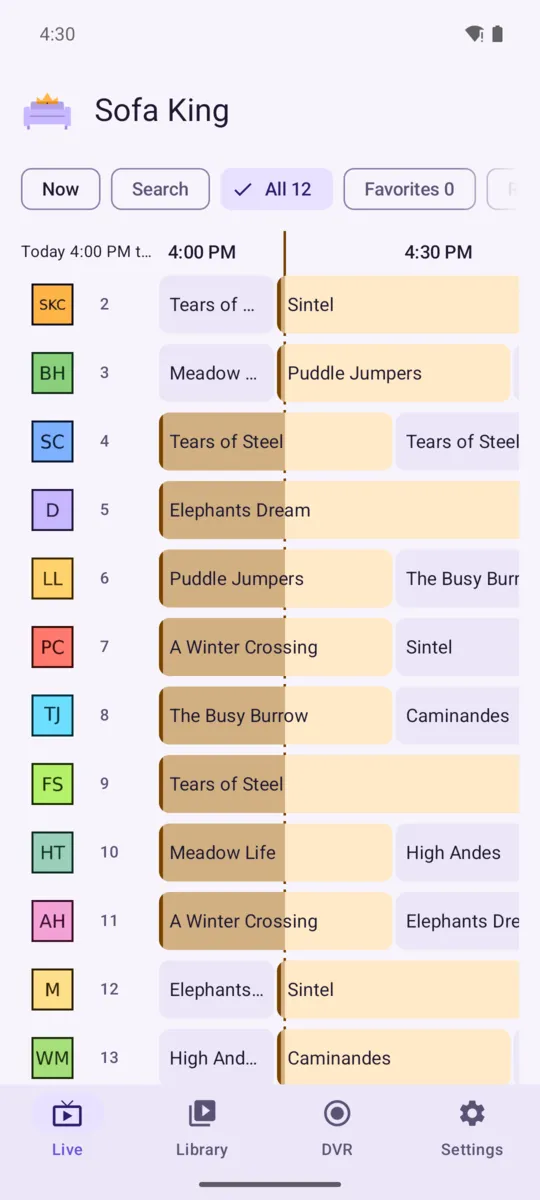 4:30
Sofa King
Now
Search
All 12
Favorites 0
Today 4:00 PM t…
4:00 PM
4:30 PM
SKC 2 Tears of … Sintel
BH 3 Meadow … Puddle Jumpers
SC 4 Tears of Steel Tears of Steel
D 5 Elephants Dream
LL 6 Puddle Jumpers The Busy Burr
PC 7 A Winter Crossing Sintel
TJ 8 The Busy Burrow Caminandes
FS 9 Tears of Steel
HT 10 Meadow Life High Andes
AH 11 A Winter Crossing Elephants Dre
M 12 Elephants… Sintel
WM 13 High And… Caminandes
Live
Library
DVR
Settings